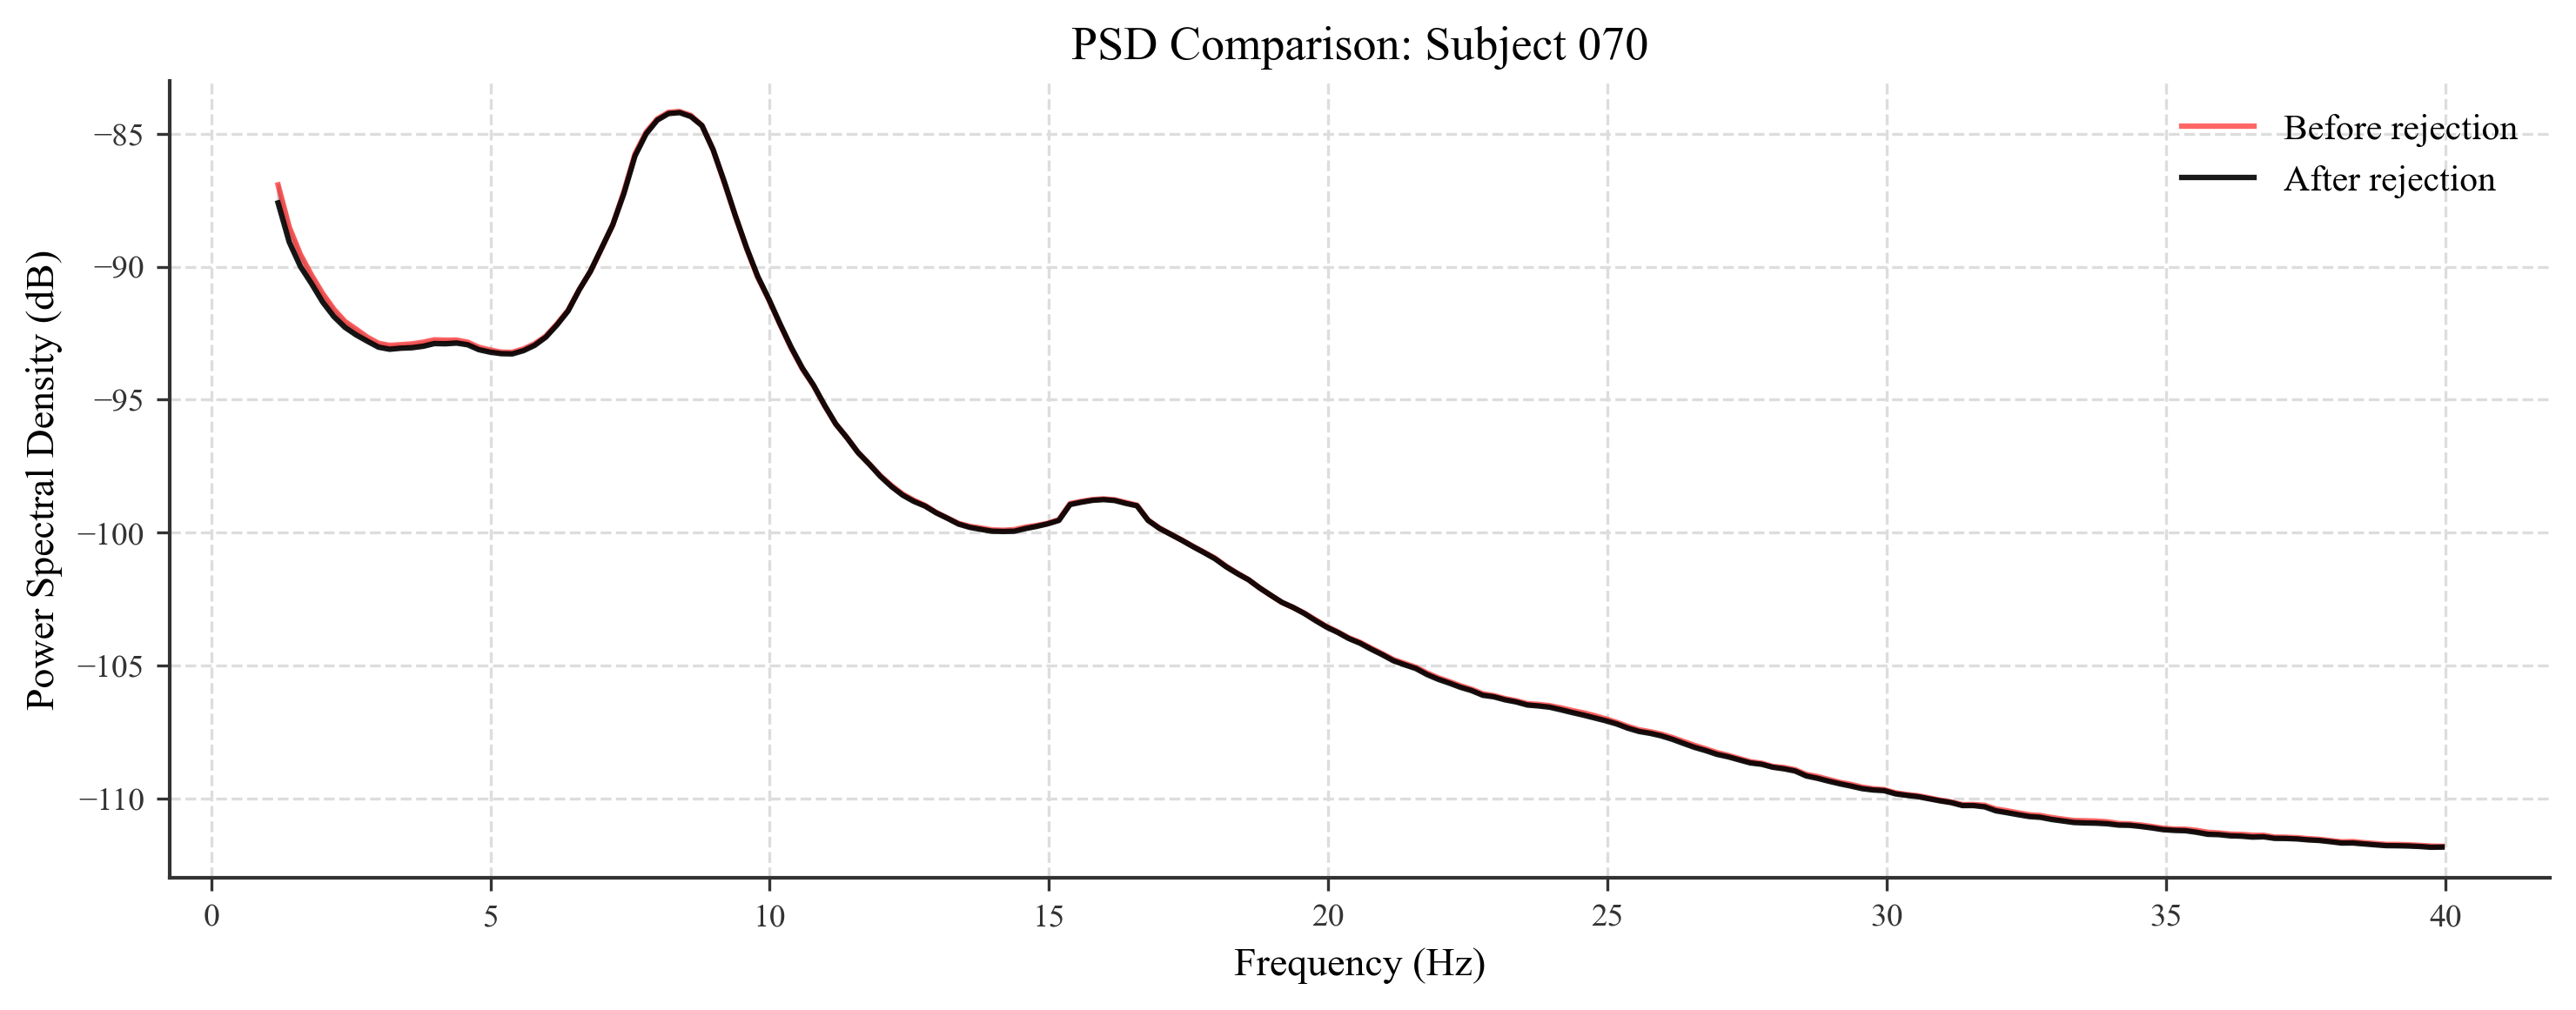 PSD Comparison: Subject 070
Before rejection
After rejection
Power Spectral Density (dB)
−85
−90
−95
−100
−105
−110
0 5 10 15 20 25 30 35 40
Frequency (Hz)